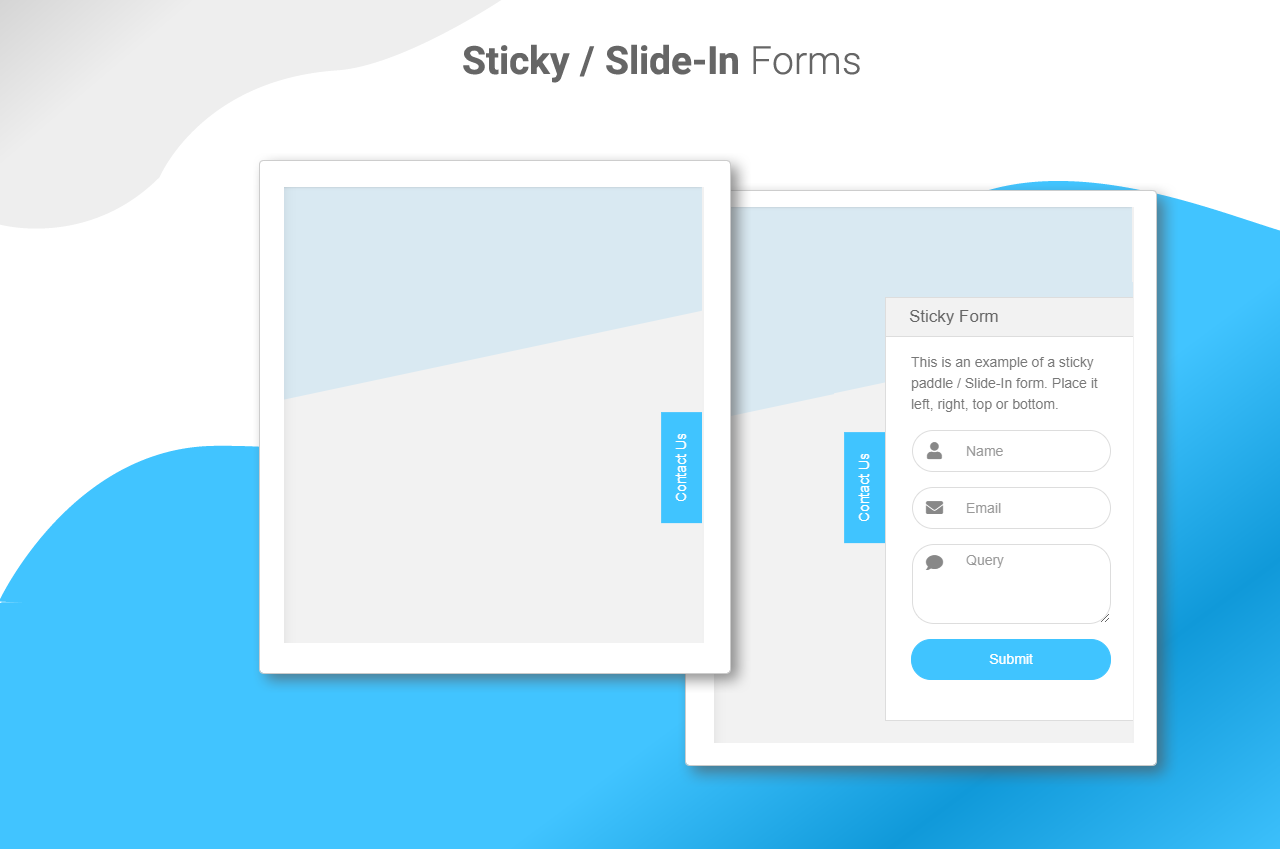 Sticky / Slide-In Forms
Contact Us
Contact Us
Sticky Form
This is an example of a sticky
paddle / Slide-In form. Place it
left, right, top or bottom.
Name
Email
Query
Submit